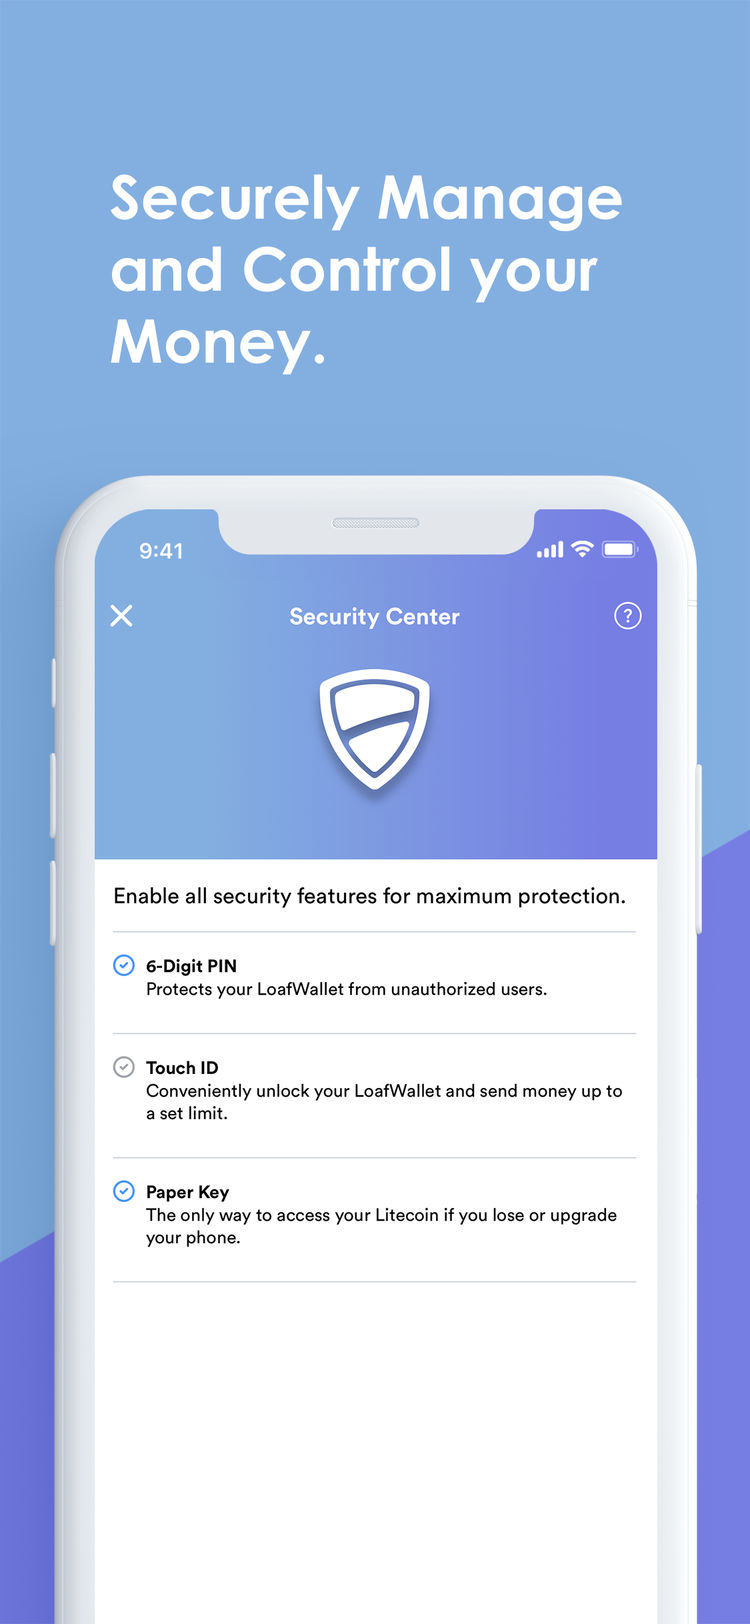 Securely Manage
and Control your
Money.
9:41
Security Center
?
Enable all security features for maximum protection.
6-Digit PIN
Protects your LoafWallet from unauthorized users.
Touch ID
Conveniently unlock your LoafWallet and send money up to
a set limit.
Paper Key
The only way to access your Litecoin if you lose or upgrade
your phone.